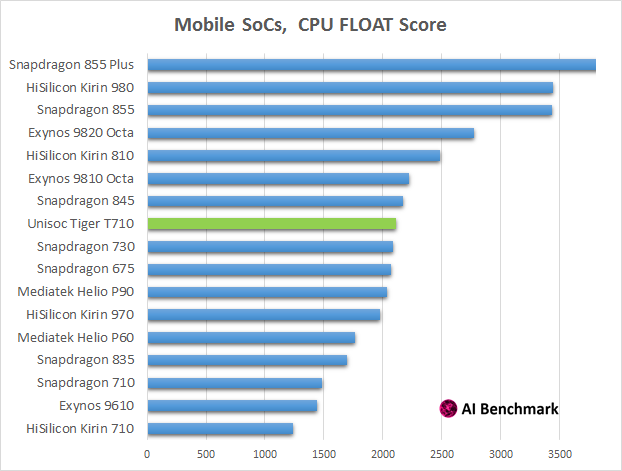 Mobile SoCs, CPU FLOAT Score
Snapdragon 855 Plus
HiSilicon Kirin 980
Snapdragon 855
Exynos 9820 Octa
HiSilicon Kirin 810
Exynos 9810 Octa
Snapdragon 845
Unisoc Tiger T710
Snapdragon 730
Snapdragon 675
Mediatek Helio P90
HiSilicon Kirin 970
Mediatek Helio P60
Snapdragon 835
Snapdragon 710
Exynos 9610
HiSilicon Kirin 710
AI Benchmark
0 500 1000 1500 2000 2500 3000 3500